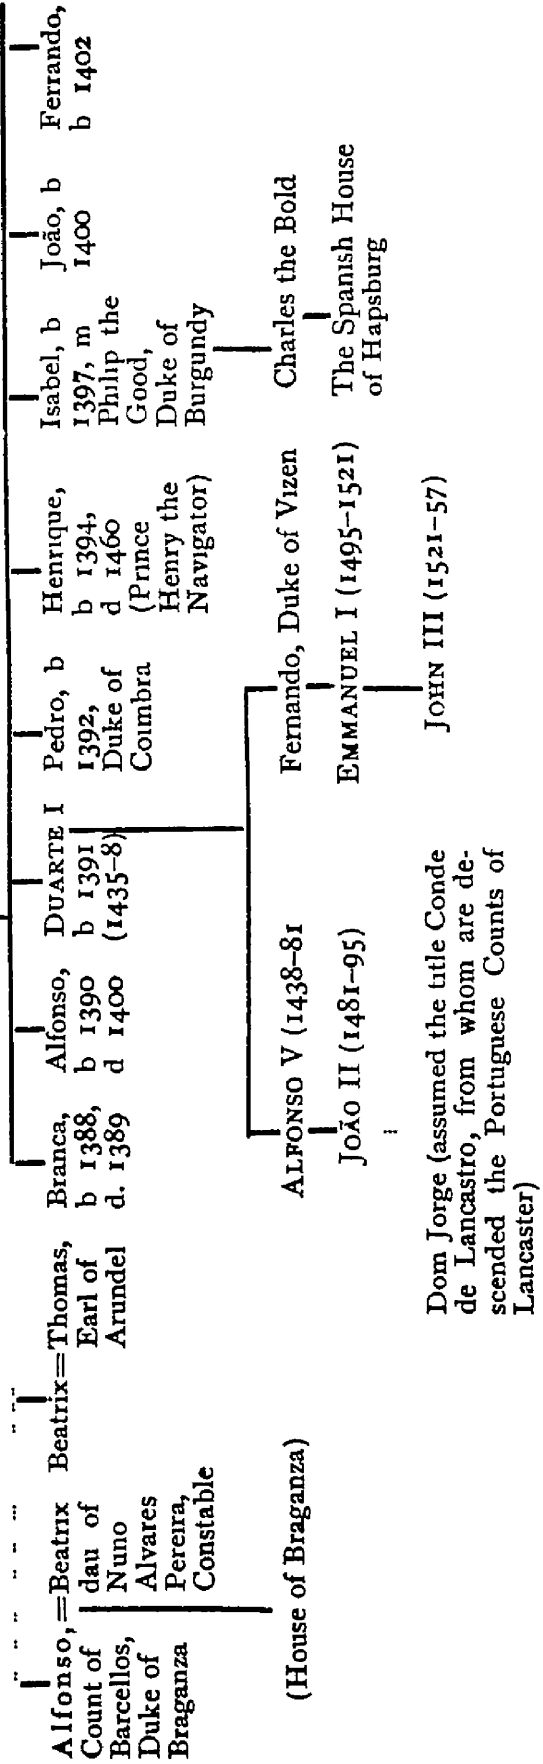 Alfonso,=Beatrix
Count of
Barcellos,
Duke of
Braganza
dau of
Nuno
Alvares
Pereira,
Constable
(House of Braganza)
Beatrix=Thomas,
Earl of
Arundel
Branca,
b 1388,
d. 1389
Alfonso,
b 1390
d 1400
DUARTE I
b 1391
(1435–8)
Pedro, b
1392,
Duke of
Coimbra
Henrique,
b 1394,
d 1460
(Prince
Henry the
Navigator)
Isabel, b
1397, m
Philip the
Good,
Duke of
Burgundy
João, b
1400
Ferrando,
b 1402
ALFONSO V (1438–81
JOÃO II (1481–95)
Dom Jorge (assumed the title Conde
de Lancastro, from whom are de-
scended the Portuguese Counts of
Lancaster)
Fernando, Duke of Vizen
EMMANUEL I (1495–1521)
JOHN III (1521–57)
Charles the Bold
The Spanish House
of Hapsburg